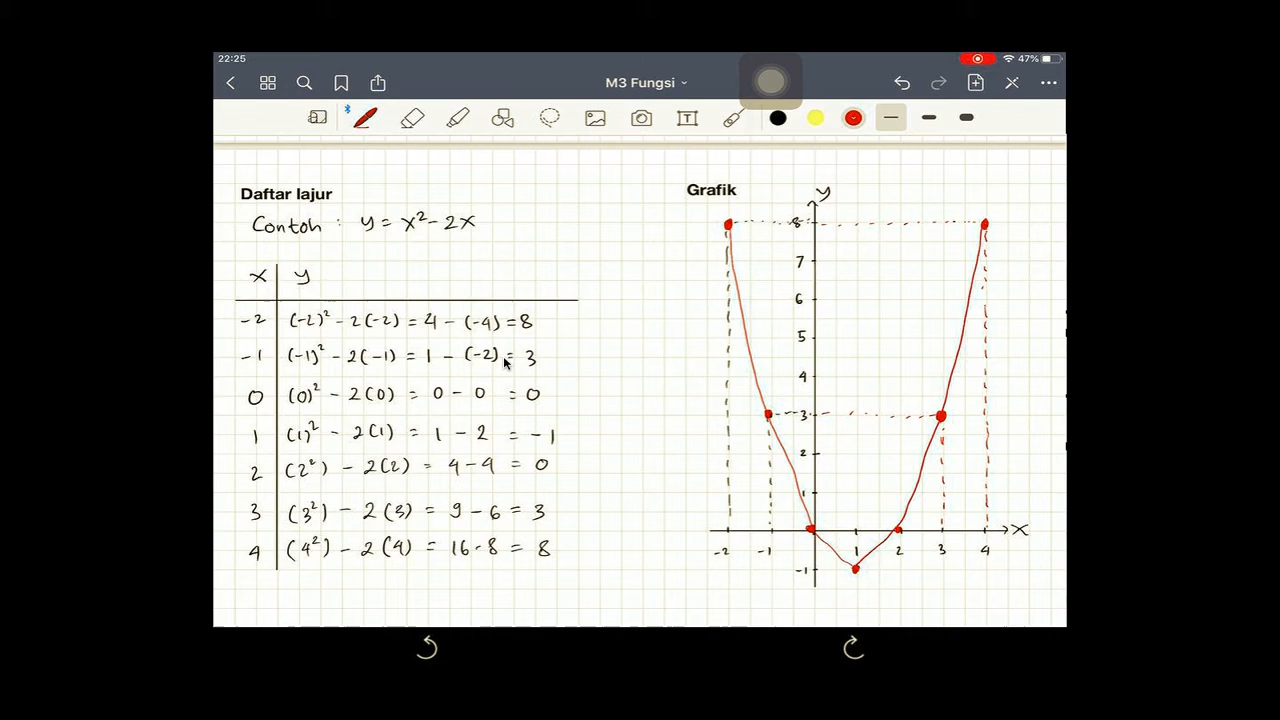 22:25
47%
M3 Fungsi
T
Daftar lajur
Contoh : y = x² - 2x
x y
-2 (-2)² - 2(-2) = 4 - (-4) = 8
-1 (-1)² - 2(-1) = 1 - (-2) = 3
0 (0)² - 2(0) = 0 - 0 = 0
1 (1)² - 2(1) = 1 - 2 = -1
2 (2²) - 2(2) = 4 - 4 = 0
3 (3²) - 2(3) = 9 - 6 = 3
4 (4²) - 2(4) = 16 - 8 = 8
Grafik
y
8
7
6
5
4
3
2
1
x
-2 -1 1 2 3 4
-1